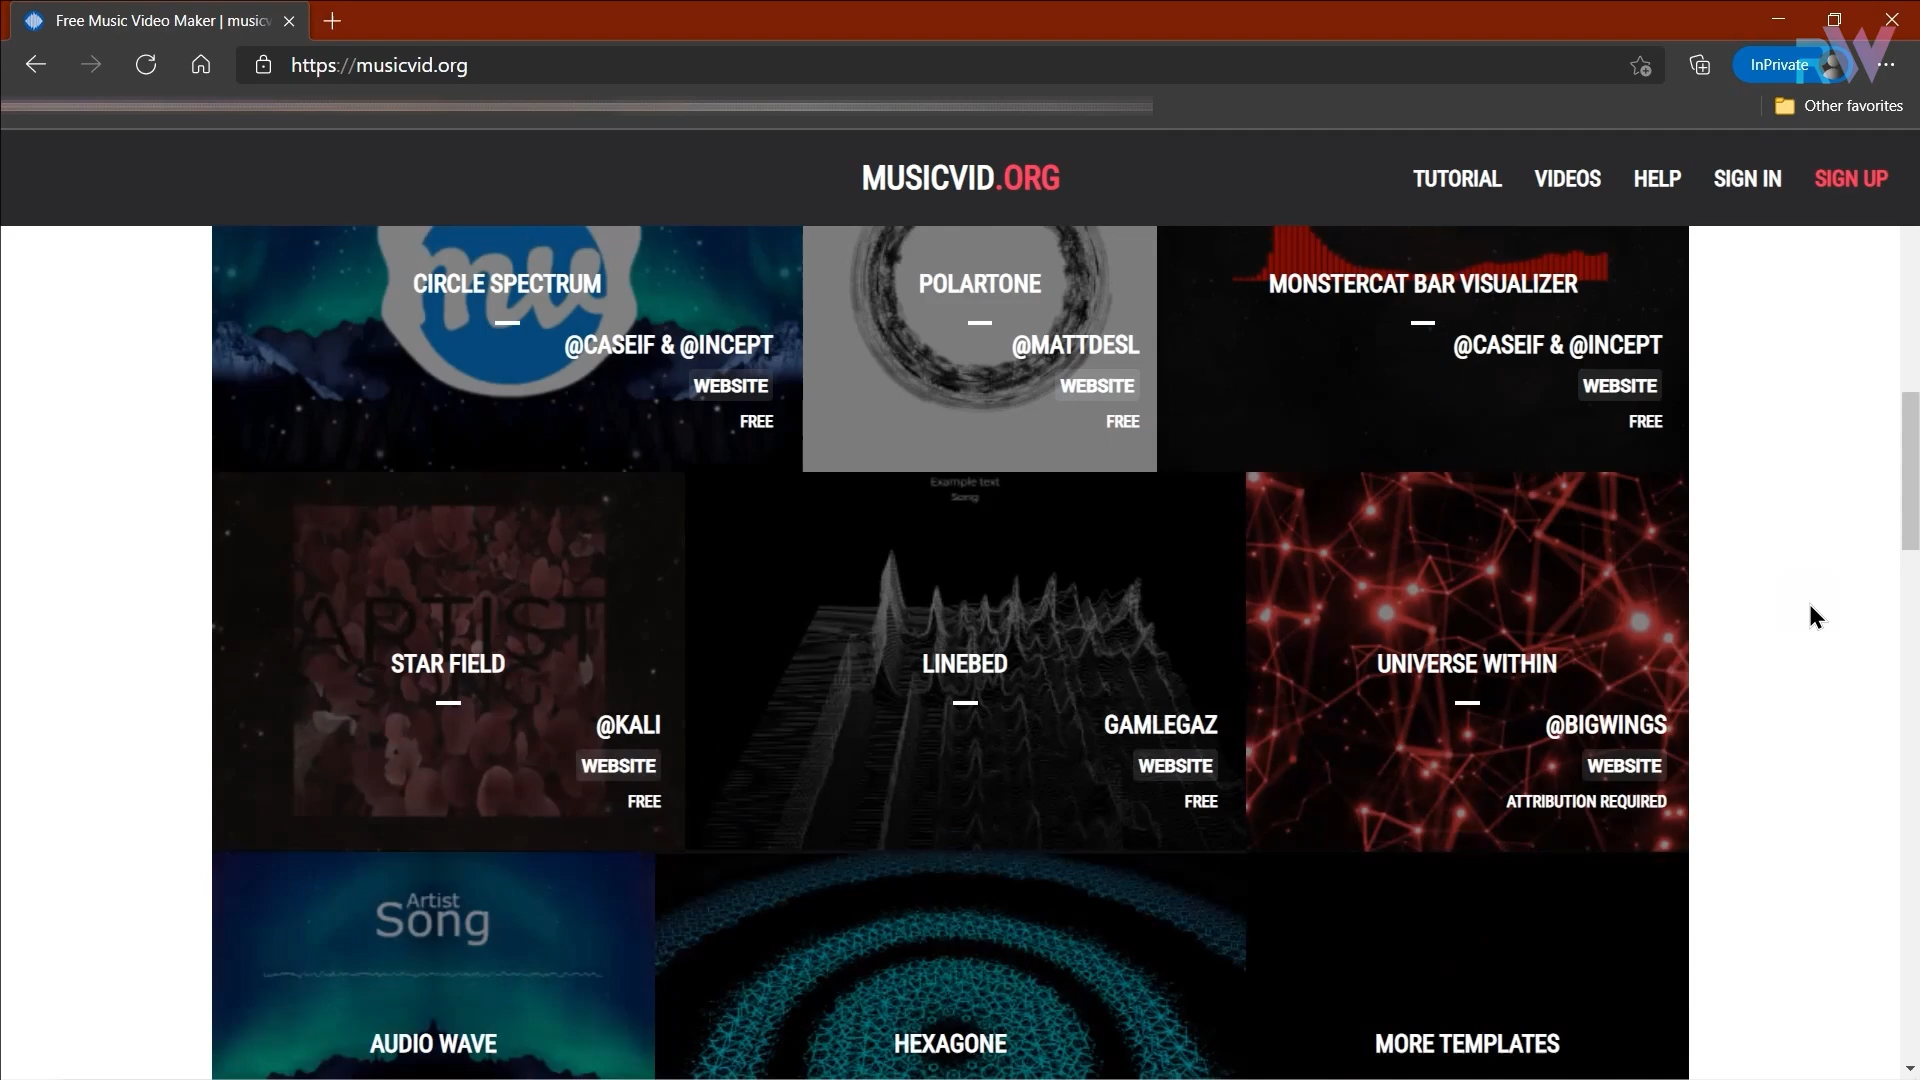 Free Music Video Maker | musicv
https://musicvid.org
InPrivate
RW
Other favorites
MUSICVID.ORG
TUTORIAL
VIDEOS
HELP
SIGN IN
SIGN UP
mu
CIRCLE SPECTRUM
@CASEIF & @INCEPT
WEBSITE
FREE
POLARTONE
@MATTDESL
WEBSITE
FREE
MONSTERCAT BAR VISUALIZER
@CASEIF & @INCEPT
WEBSITE
FREE
ARTIST
STAR FIELD
@KALI
WEBSITE
FREE
Example text
Song
LINEBED
GAMLEGAZ
WEBSITE
FREE
UNIVERSE WITHIN
@BIGWINGS
WEBSITE
ATTRIBUTION REQUIRED
Artist
Song
AUDIO WAVE
HEXAGONE
MORE TEMPLATES